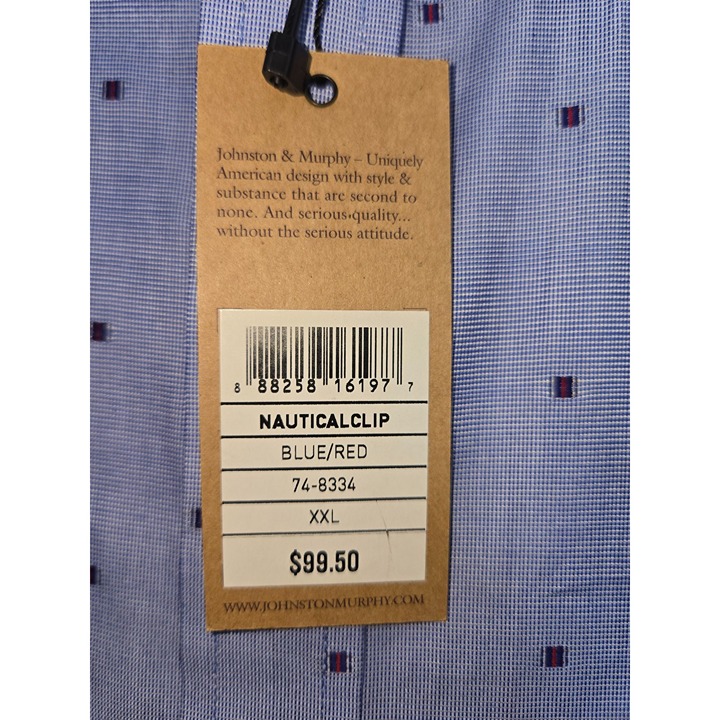 Johnston & Murphy – Uniquely
American design with style &
substance that are second to
none. And serious quality...
without the serious attitude.
8 88258 16197 7
NAUTICALCLIP
BLUE/RED
74-8334
XXL
$99.50
WWW.JOHNSTONMURPHY.COM